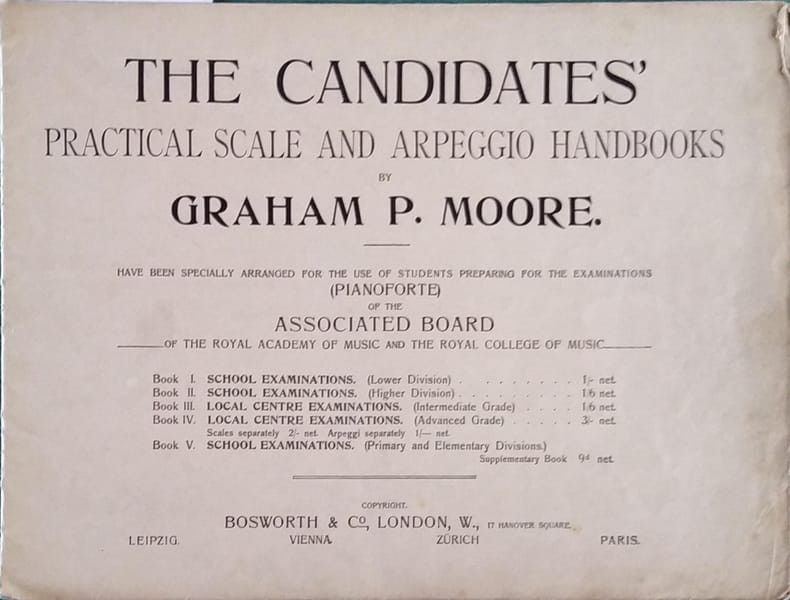 THE CANDIDATES'
PRACTICAL SCALE AND ARPEGGIO HANDBOOKS
BY
GRAHAM P. MOORE.
HAVE BEEN SPECIALLY ARRANGED FOR THE USE OF STUDENTS PREPARING FOR THE EXAMINATIONS
(PIANOFORTE)
OF THE
ASSOCIATED BOARD
OF THE ROYAL ACADEMY OF MUSIC AND THE ROYAL COLLEGE OF MUSIC
Book I. SCHOOL EXAMINATIONS. (Lower Division) . . . . . . . . 1/- net.
Book II. SCHOOL EXAMINATIONS. (Higher Division) . . . . . . . . 1/6 net.
Book III. LOCAL CENTRE EXAMINATIONS. (Intermediate Grade) . . . . 1/6 net.
Book IV. LOCAL CENTRE EXAMINATIONS. (Advanced Grade) . . . . . 3/- net.
Scales separately 2/- net. Arpeggi separately 1/— net.
Book V. SCHOOL EXAMINATIONS. (Primary and Elementary Divisions.)
Supplementary Book 9d net.
COPYRIGHT.
BOSWORTH & Co, LONDON, W., 17 HANOVER SQUARE.
LEIPZIG. VIENNA. ZÜRICH PARIS.